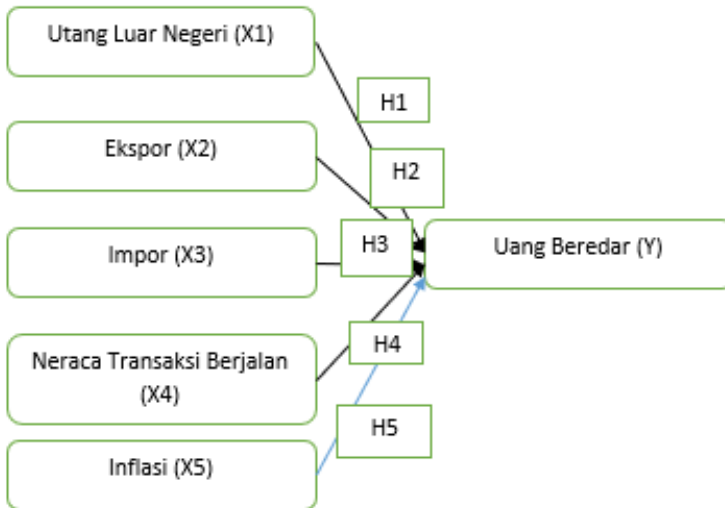 Utang Luar Negeri (X1)
H1
Ekspor (X2)
H2
Impor (X3)
H3
Uang Beredar (Y)
Neraca Transaksi Berjalan
(X4)
H4
Inflasi (X5)
H5